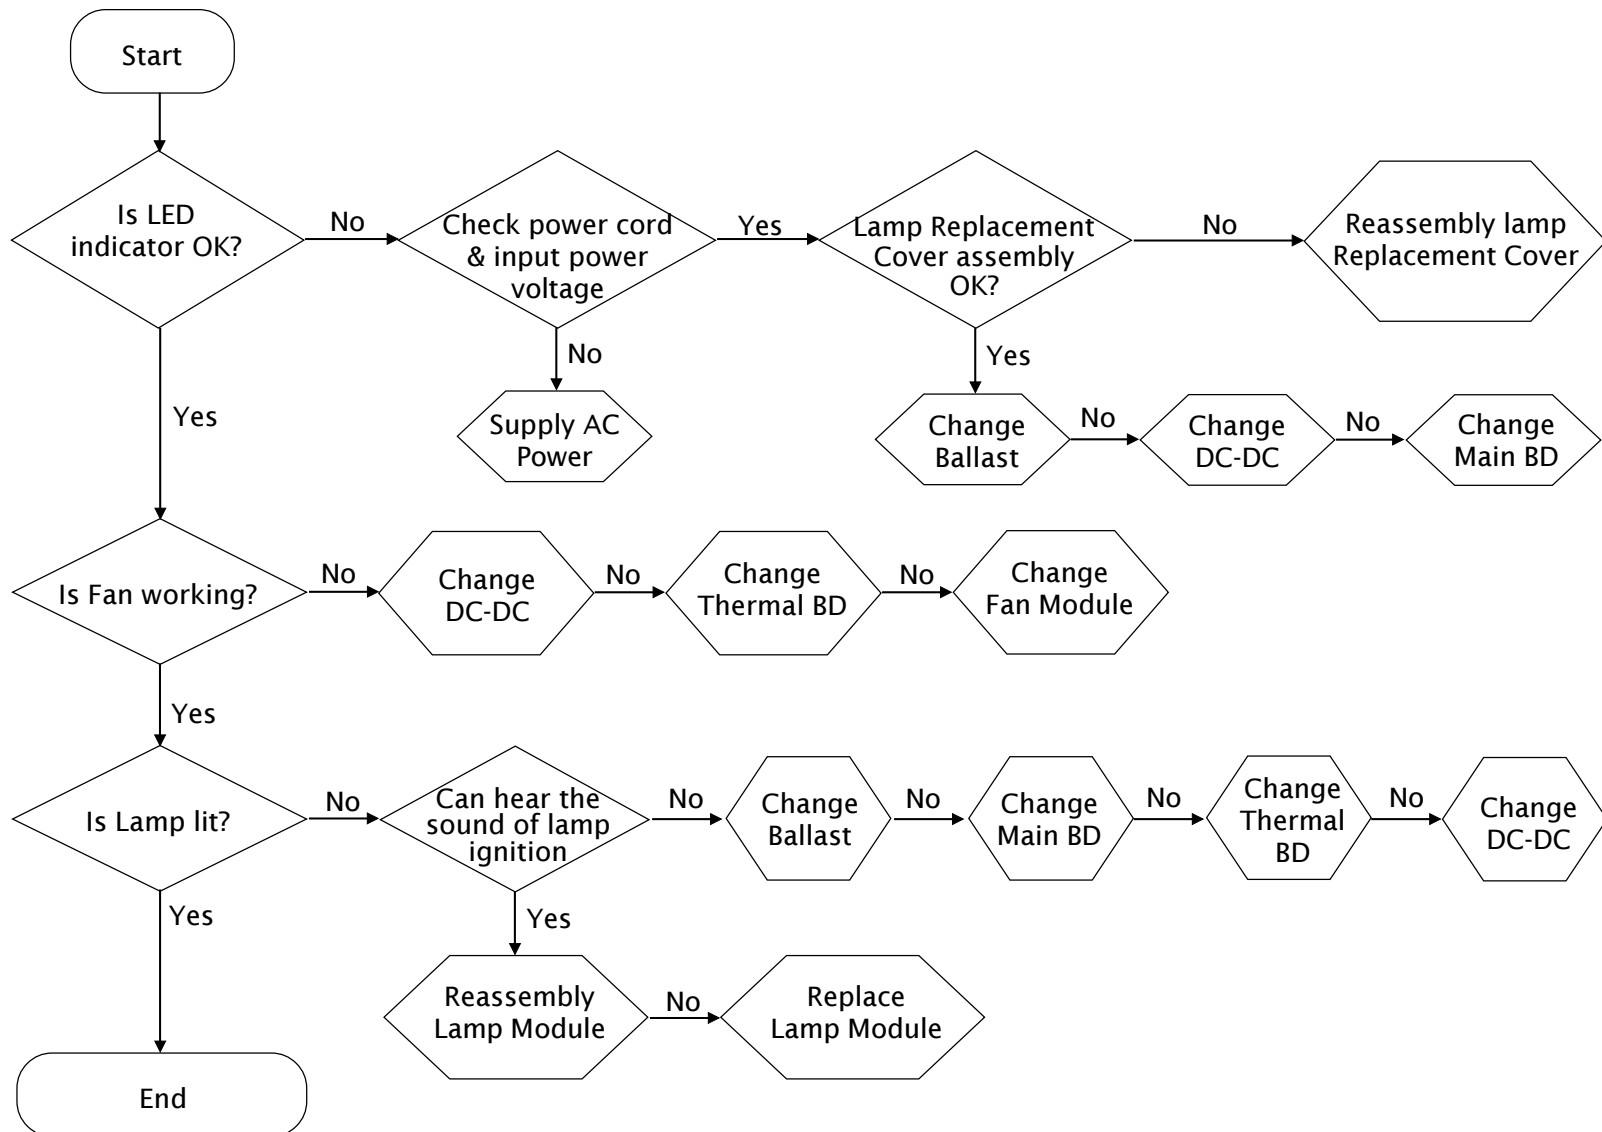 Start
Is LED
indicator OK?
No
Check power cord
& input power
voltage
Yes
Lamp Replacement
Cover assembly
OK?
No
Reassembly lamp
Replacement Cover
No
Supply AC
Power
Yes
Change
Ballast
No
Change
DC-DC
No
Change
Main BD
Yes
Is Fan working?
No
Change
DC-DC
No
Change
Thermal BD
No
Change
Fan Module
Yes
Is Lamp lit?
No
Can hear the
sound of lamp
ignition
No
Change
Ballast
No
Change
Main BD
No
Change
Thermal
BD
No
Change
DC-DC
Yes
Yes
Reassembly
Lamp Module
No
Replace
Lamp Module
End